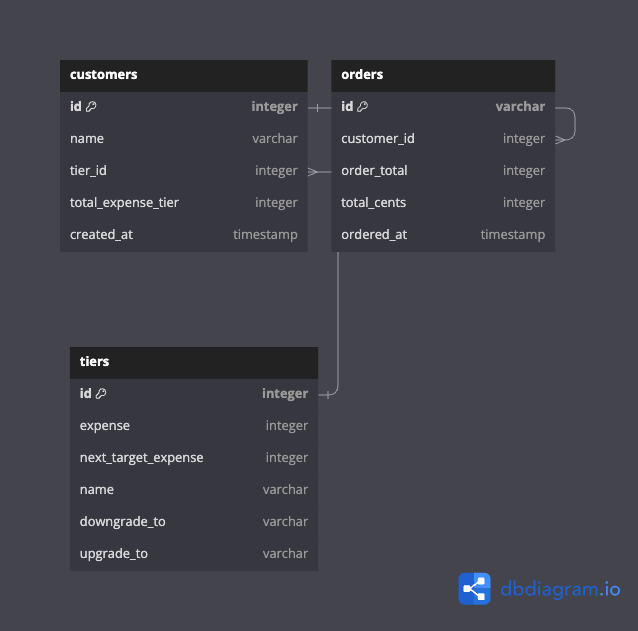 customers
id integer
name varchar
tier_id integer
total_expense_tier integer
created_at timestamp
orders
id varchar
customer_id integer
order_total integer
total_cents integer
ordered_at timestamp
tiers
id integer
expense integer
next_target_expense integer
name varchar
downgrade_to varchar
upgrade_to varchar
dbdiagram.io